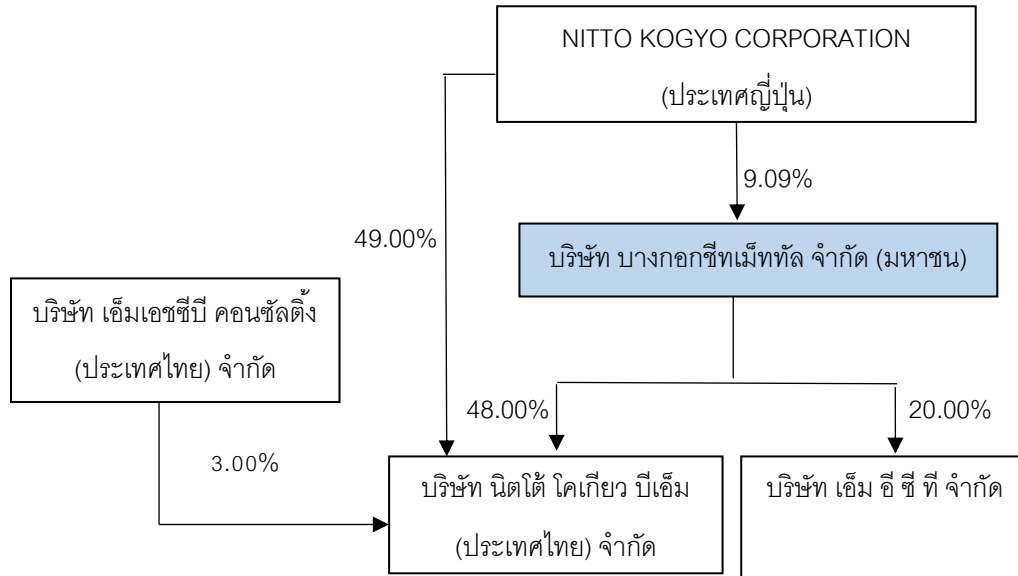 NITTO KOGYO CORPORATION
(ประเทศญี่ปุ่น)
9.09%
49.00%
บริษัท บางกอกชีทเม็ททัล จำกัด (มหาชน)
บริษัท เอ็มเอชซีบี คอนซัลติ้ง
(ประเทศไทย) จำกัด
48.00%
20.00%
3.00%
บริษัท นิตโต้ โคเกียว บีเอ็ม
(ประเทศไทย) จำกัด
บริษัท เอ็ม อี ซี ที จำกัด